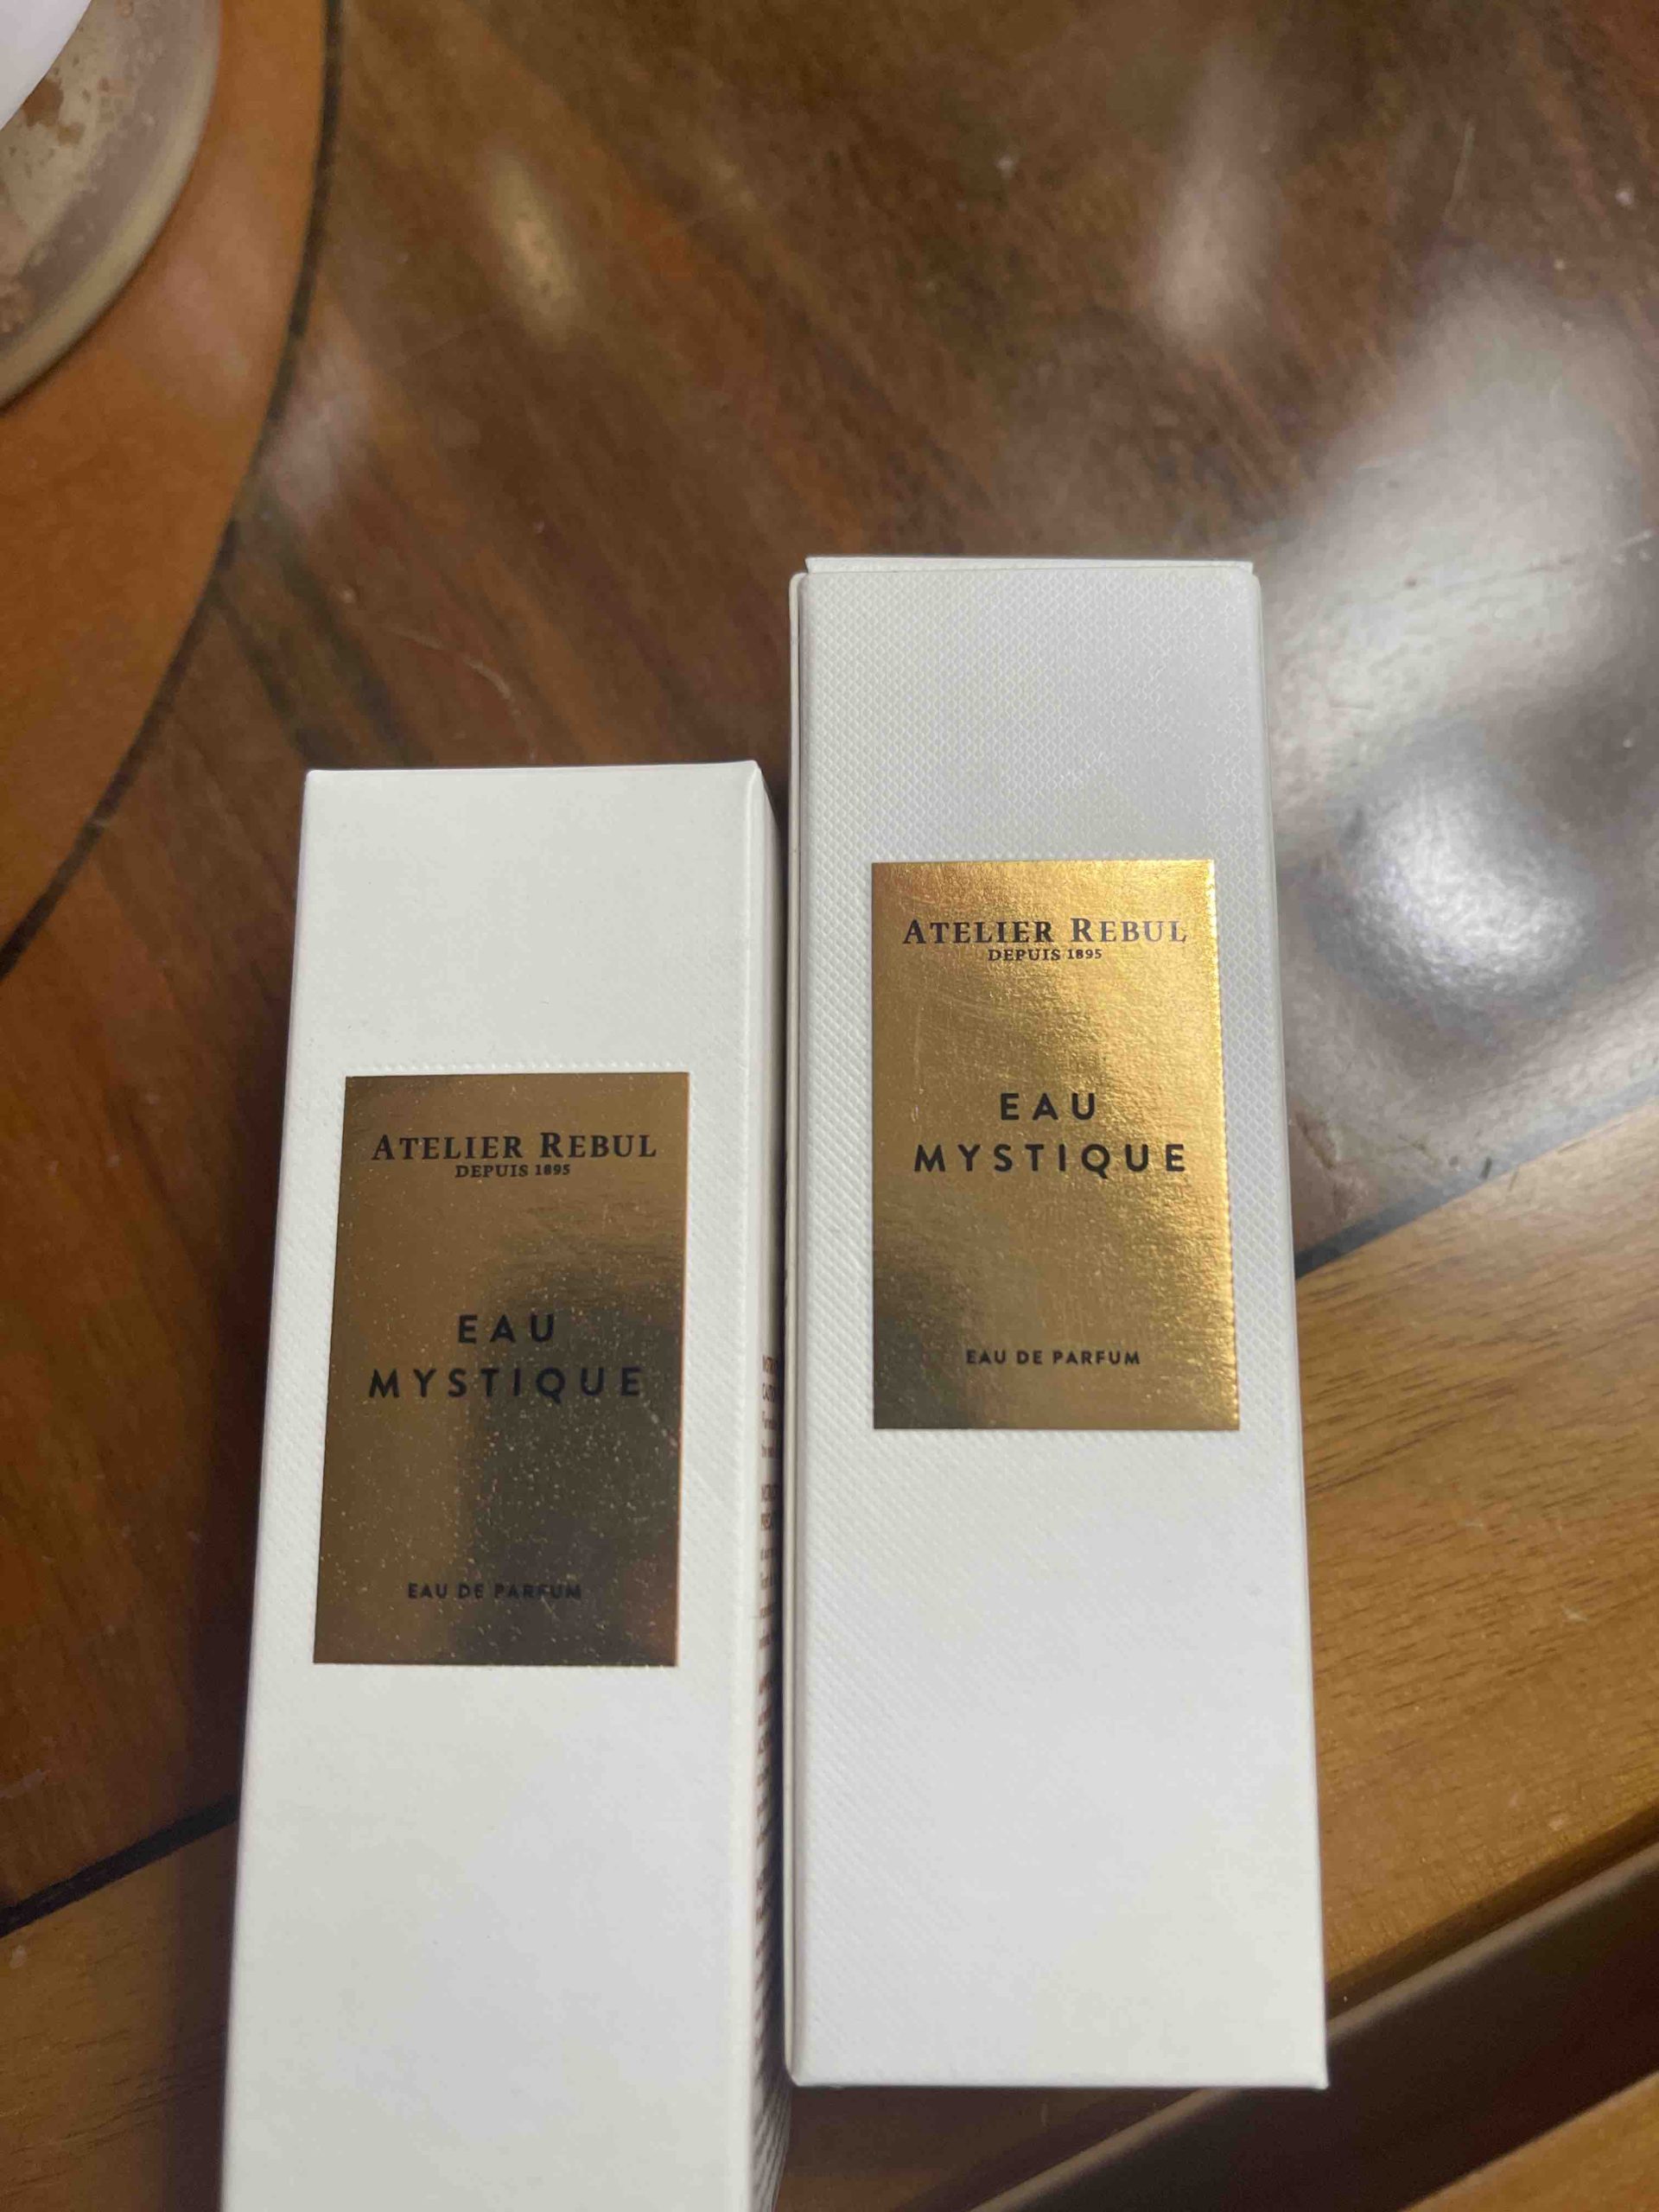 ATELIER REBUL
DEPUIS 1895
EAU
MYSTIQUE
EAU DE PARFUM
ATELIER REBUL
DEPUIS 1895
EAU
MYSTIQUE
EAU DE PARFUM